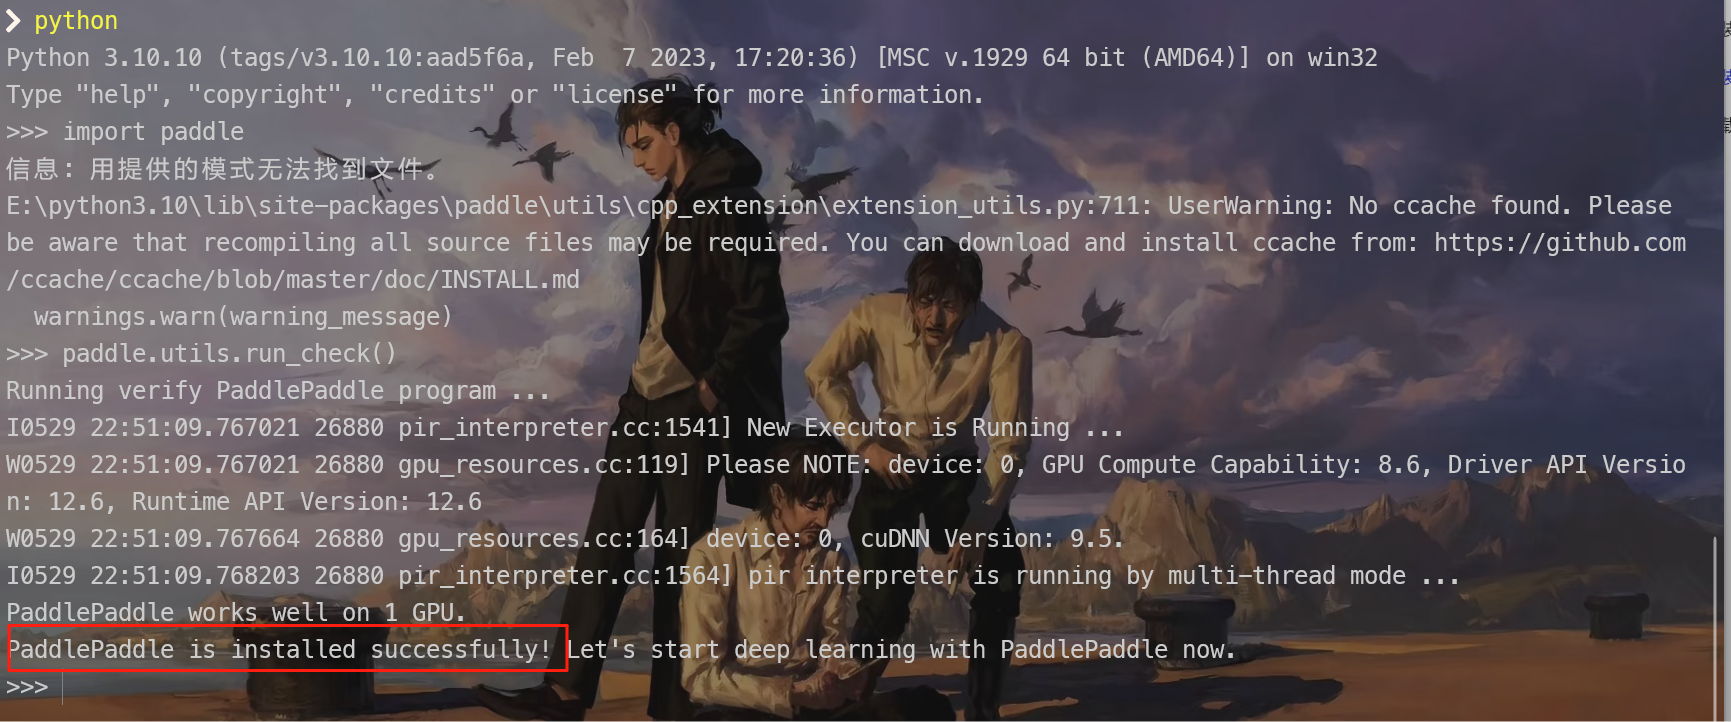 ❯ python
Python 3.10.10 (tags/v3.10.10:aad5f6a, Feb  7 2023, 17:20:36) [MSC v.1929 64 bit (AMD64)] on win32
Type "help", "copyright", "credits" or "license" for more information.
>>> import paddle
信息: 用提供的模式无法找到文件。
E:\python3.10\lib\site-packages\paddle\utils\cpp_extension\extension_utils.py:711: UserWarning: No ccache found. Please
be aware that recompiling all source files may be required. You can download and install ccache from: https://github.com
/ccache/ccache/blob/master/doc/INSTALL.md
  warnings.warn(warning_message)
>>> paddle.utils.run_check()
Running verify PaddlePaddle program ...
I0529 22:51:09.767021 26880 pir_interpreter.cc:1541] New Executor is Running ...
W0529 22:51:09.767021 26880 gpu_resources.cc:119] Please NOTE: device: 0, GPU Compute Capability: 8.6, Driver API Versio
n: 12.6, Runtime API Version: 12.6
W0529 22:51:09.767664 26880 gpu_resources.cc:164] device: 0, cuDNN Version: 9.5.
I0529 22:51:09.768203 26880 pir_interpreter.cc:1564] pir interpreter is running by multi-thread mode ...
PaddlePaddle works well on 1 GPU.
PaddlePaddle is installed successfully! Let's start deep learning with PaddlePaddle now.
>>>